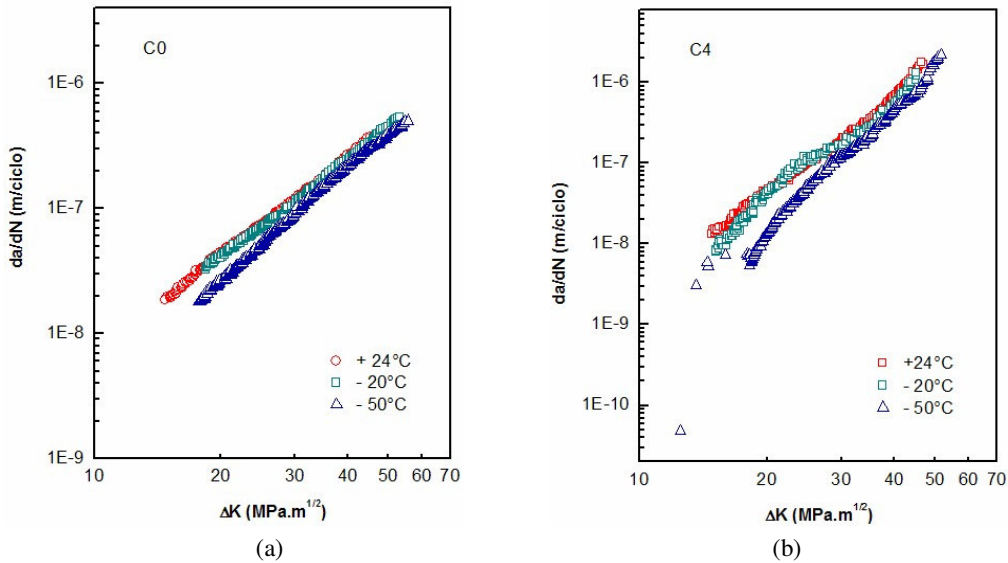 C0
1E-6
1E-7
1E-8
1E-9
da/dN (m/ciclo)
+ 24°C
- 20°C
- 50°C
10 20 30 40 50 60 70
ΔK (MPa.m^1/2)
(a)
C4
1E-6
1E-7
1E-8
1E-9
1E-10
da/dN (m/ciclo)
+24°C
- 20°C
- 50°C
10 20 30 40 50 60 70
ΔK (MPa.m^1/2)
(b)